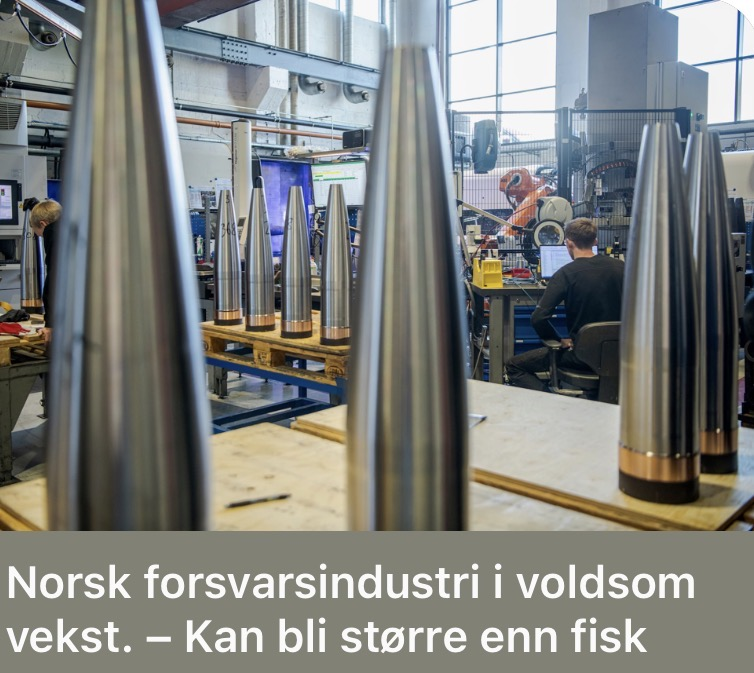 Norsk forsvarsindustri i voldsom
vekst. – Kan bli større enn fisk